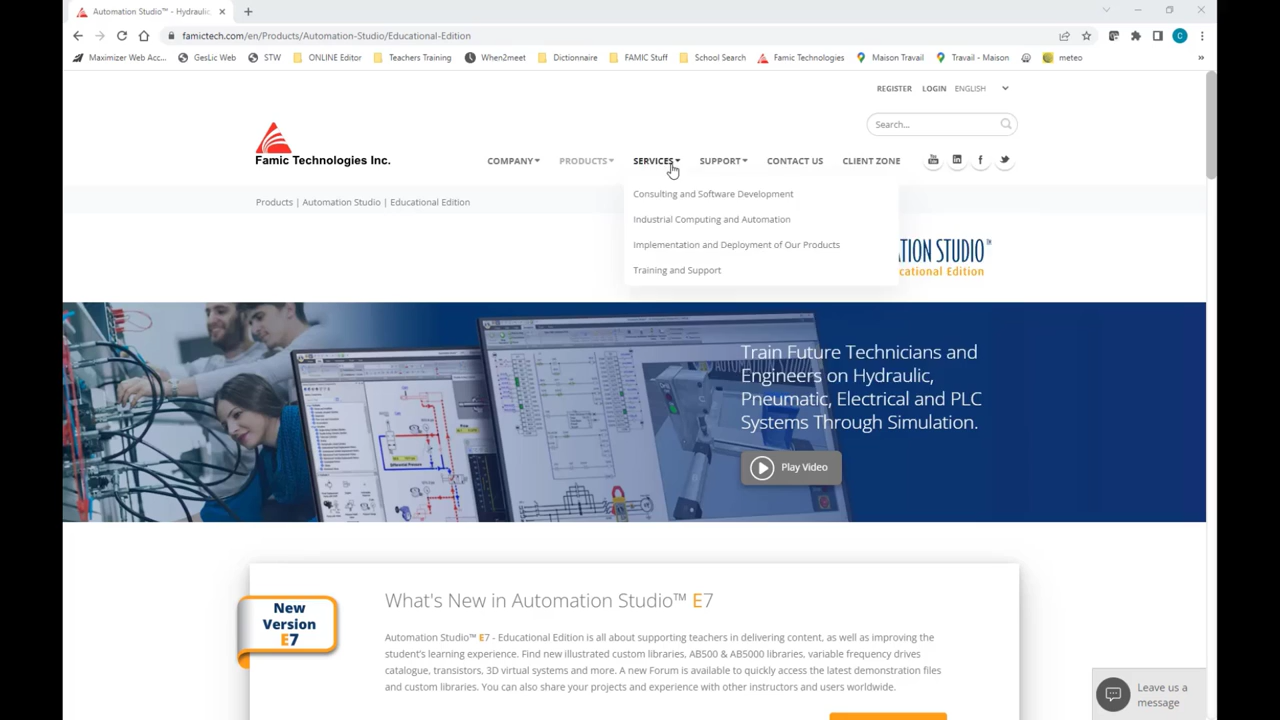 Automation Studio™ - Hydraulic,
famictech.com/en/Products/Automation-Studio/Educational-Edition
Maximizer Web Acc...
GesLic Web
STW
ONLINE Editor
Teachers Training
When2meet
Dictionnaire
FAMIC Stuff
School Search
Famic Technologies
Maison Travail
Travail - Maison
meteo
»
REGISTER LOGIN ENGLISH
Search...
Famic Technologies Inc.
COMPANY PRODUCTS SERVICES SUPPORT CONTACT US CLIENT ZONE
Consulting and Software Development
Industrial Computing and Automation
Implementation and Deployment of Our Products
Training and Support
Products | Automation Studio | Educational Edition
ATION STUDIO™
cational Edition
Train Future Technicians and
Engineers on Hydraulic,
Pneumatic, Electrical and PLC
Systems Through Simulation.
Play Video
New
Version
E7
What's New in Automation Studio™ E7
Automation Studio™ E7 - Educational Edition is all about supporting teachers in delivering content, as well as improving the
student's learning experience. Find new illustrated custom libraries, AB500 & AB5000 libraries, variable frequency drives
catalogue, transistors, 3D virtual systems and more. A new Forum is available to quickly access the latest demonstration files
and custom libraries. You can also share your projects and experience with other instructors and users worldwide.
Leave us a
message